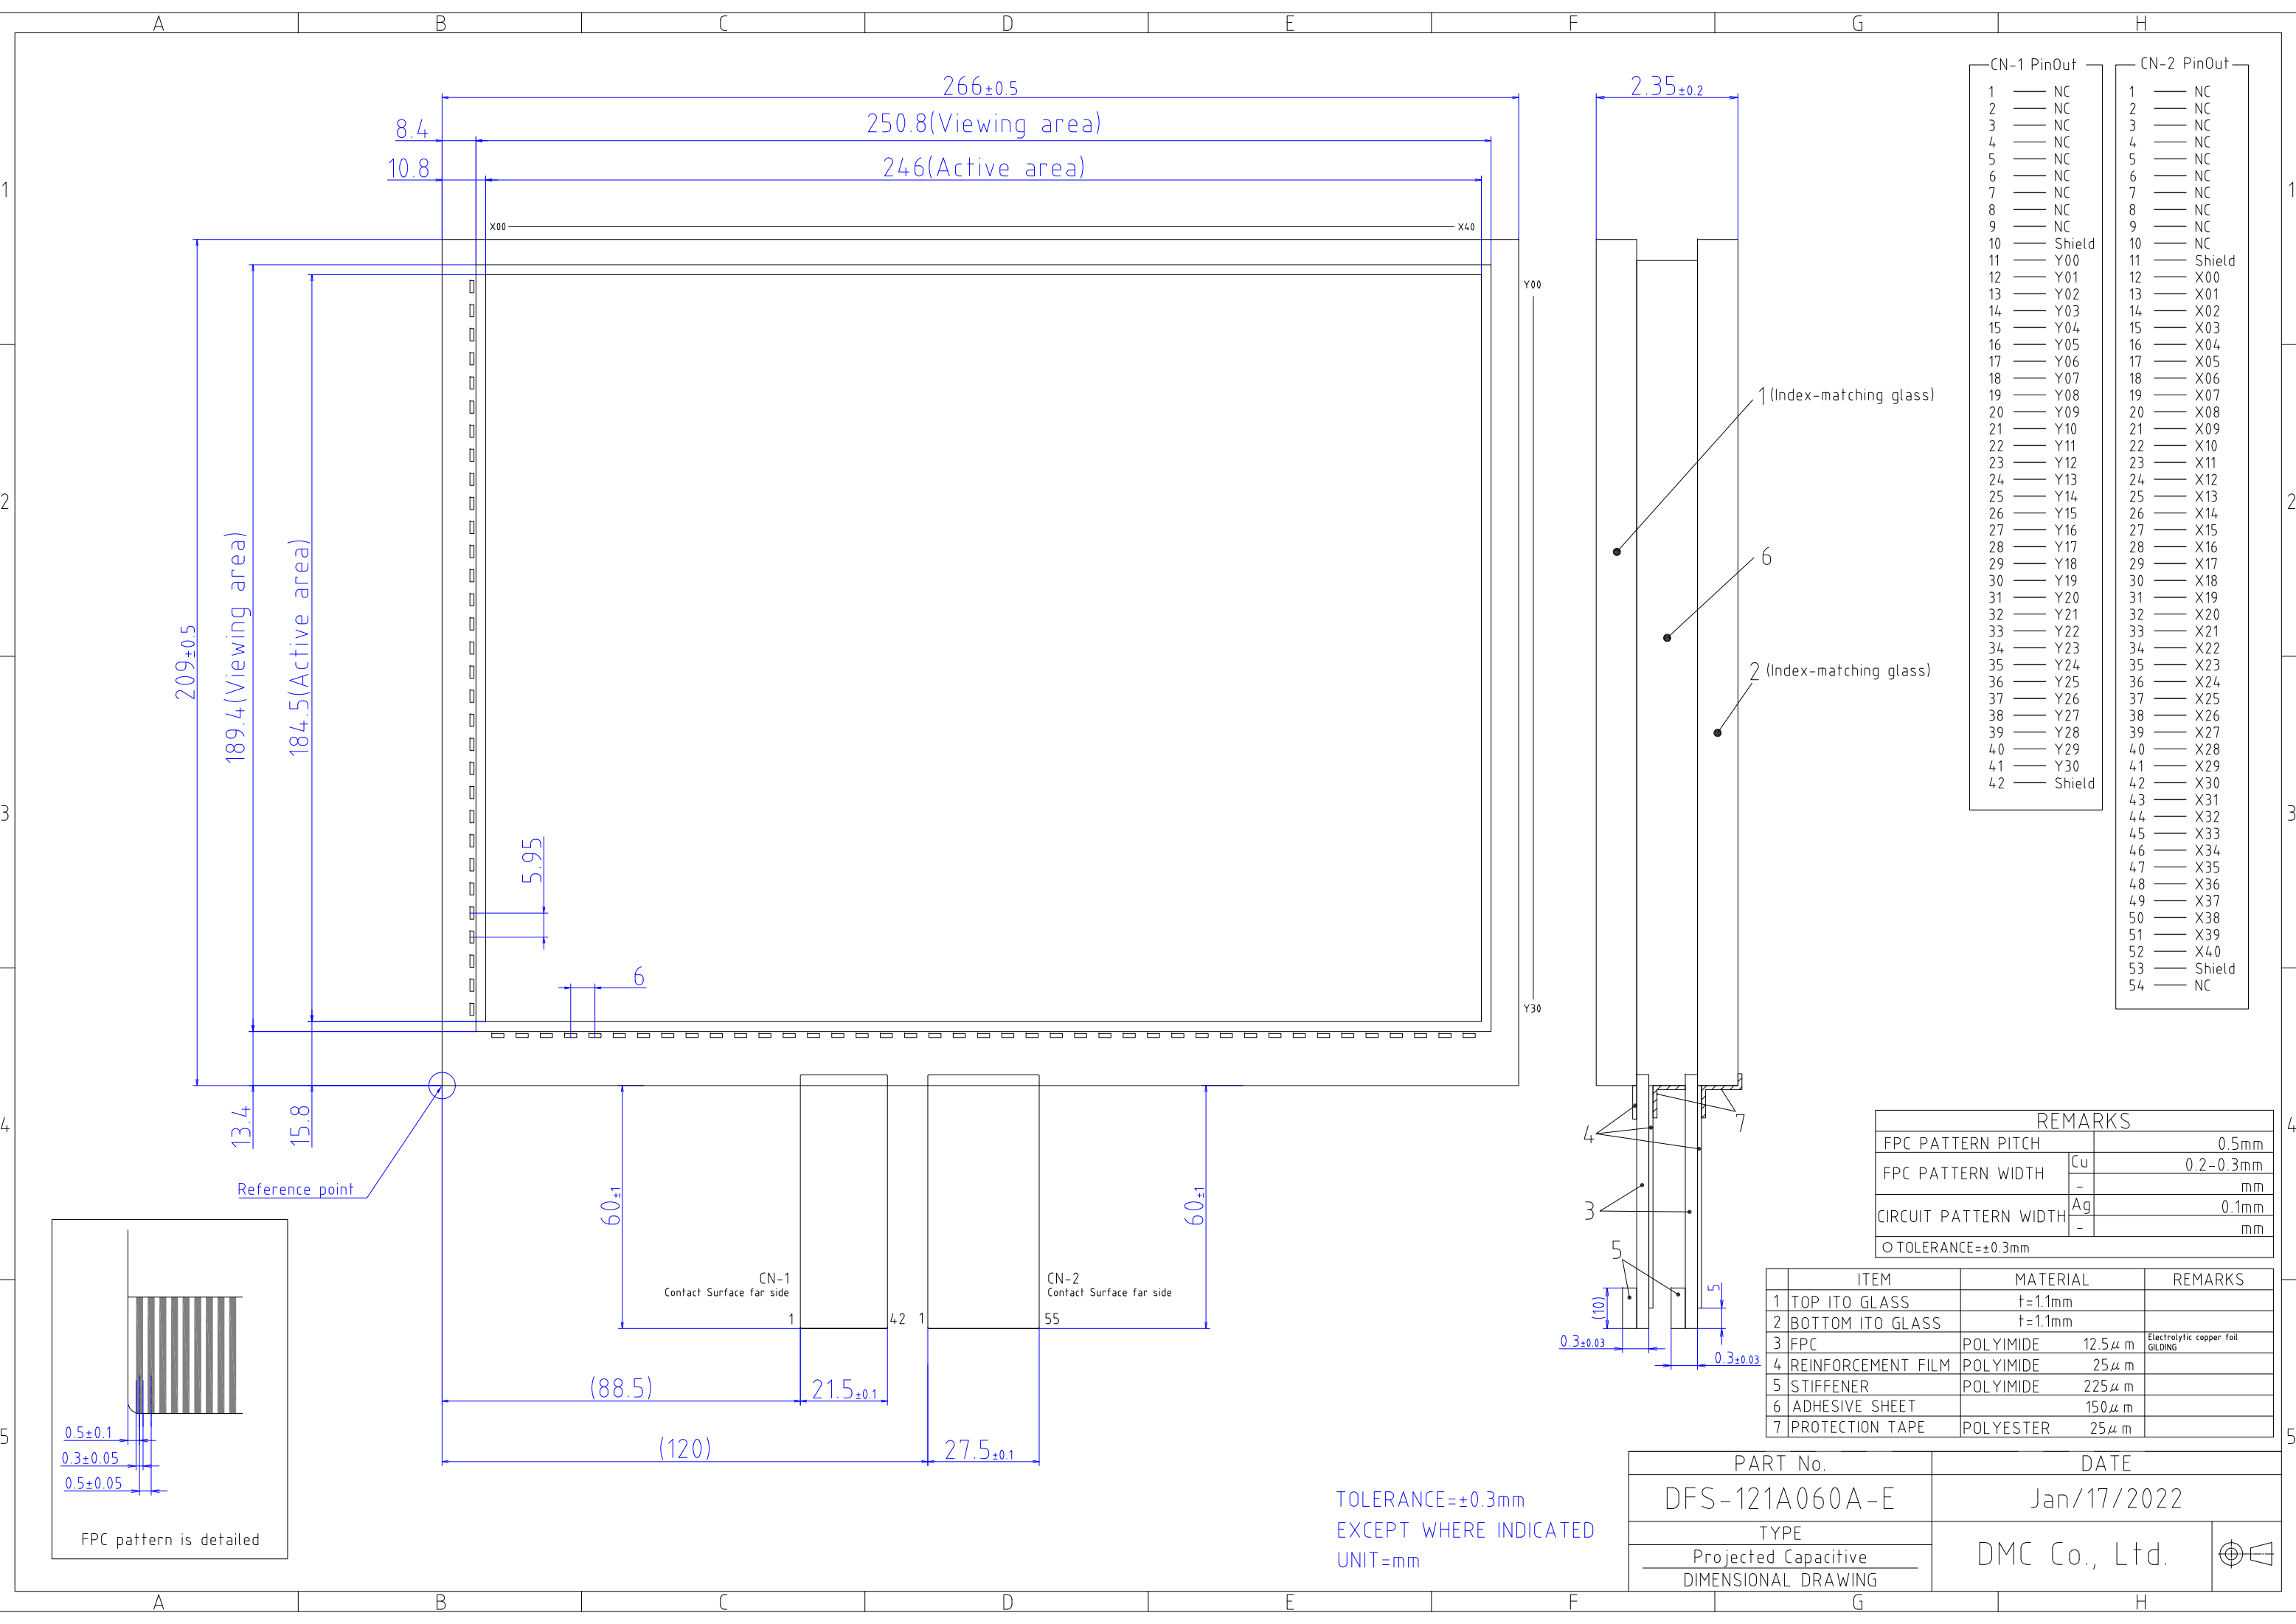 A B C D E F G H
266±0.5
2.35±0.2
8.4
250.8(Viewing area)
10.8
246(Active area)
X00
X40
Y00
Y30
209±0.5
189.4(Viewing area)
184.5(Active area)
5.95
6
13.4
15.8
Reference point
60±1
60±1
CN-1
Contact Surface far side
1
42
CN-2
Contact Surface far side
1
55
(88.5)
21.5±0.1
(120)
27.5±0.1
1 (Index-matching glass)
6
2 (Index-matching glass)
4
7
3
5
(10)
5
0.3±0.03
0.3±0.03
0.5±0.1
0.3±0.05
0.5±0.05
FPC pattern is detailed
TOLERANCE=±0.3mm
EXCEPT WHERE INDICATED
UNIT=mm
CN-1 PinOut
1 NC
2 NC
3 NC
4 NC
5 NC
6 NC
7 NC
8 NC
9 NC
10 Shield
11 Y00
12 Y01
13 Y02
14 Y03
15 Y04
16 Y05
17 Y06
18 Y07
19 Y08
20 Y09
21 Y10
22 Y11
23 Y12
24 Y13
25 Y14
26 Y15
27 Y16
28 Y17
29 Y18
30 Y19
31 Y20
32 Y21
33 Y22
34 Y23
35 Y24
36 Y25
37 Y26
38 Y27
39 Y28
40 Y29
41 Y30
42 Shield
CN-2 PinOut
1 NC
2 NC
3 NC
4 NC
5 NC
6 NC
7 NC
8 NC
9 NC
10 NC
11 Shield
12 X00
13 X01
14 X02
15 X03
16 X04
17 X05
18 X06
19 X07
20 X08
21 X09
22 X10
23 X11
24 X12
25 X13
26 X14
27 X15
28 X16
29 X17
30 X18
31 X19
32 X20
33 X21
34 X22
35 X23
36 X24
37 X25
38 X26
39 X27
40 X28
41 X29
42 X30
43 X31
44 X32
45 X33
46 X34
47 X35
48 X36
49 X37
50 X38
51 X39
52 X40
53 Shield
54 NC
REMARKS
FPC PATTERN PITCH 0.5mm
FPC PATTERN WIDTH Cu 0.2-0.3mm
- mm
CIRCUIT PATTERN WIDTH Ag 0.1mm
- mm
○TOLERANCE=±0.3mm
ITEM MATERIAL REMARKS
1 TOP ITO GLASS t=1.1mm
2 BOTTOM ITO GLASS t=1.1mm
3 FPC POLYIMIDE 12.5μm Electrolytic copper foil
GILDING
4 REINFORCEMENT FILM POLYIMIDE 25μm
5 STIFFENER POLYIMIDE 225μm
6 ADHESIVE SHEET 150μm
7 PROTECTION TAPE POLYESTER 25μm
PART No. DATE
DFS-121A060A-E Jan/17/2022
TYPE
Projected Capacitive
DIMENSIONAL DRAWING
DMC Co., Ltd.
1 1
2 2
3 3
4 4
5 5
A B C D E F G H